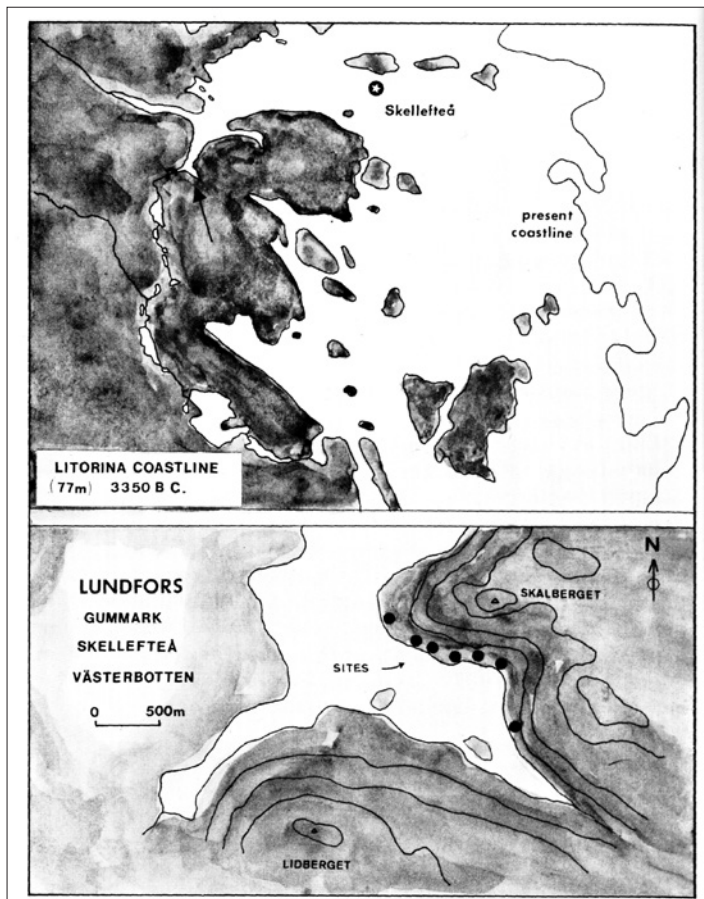 Skellefteå
present
coastline
LITORINA COASTLINE
(77m) 3350 B C.
LUNDFORS
GUMMARK
SKELLEFTEÅ
VÄSTERBOTTEN
0 500m
SITES
N
SKALBERGET
LIDBERGET